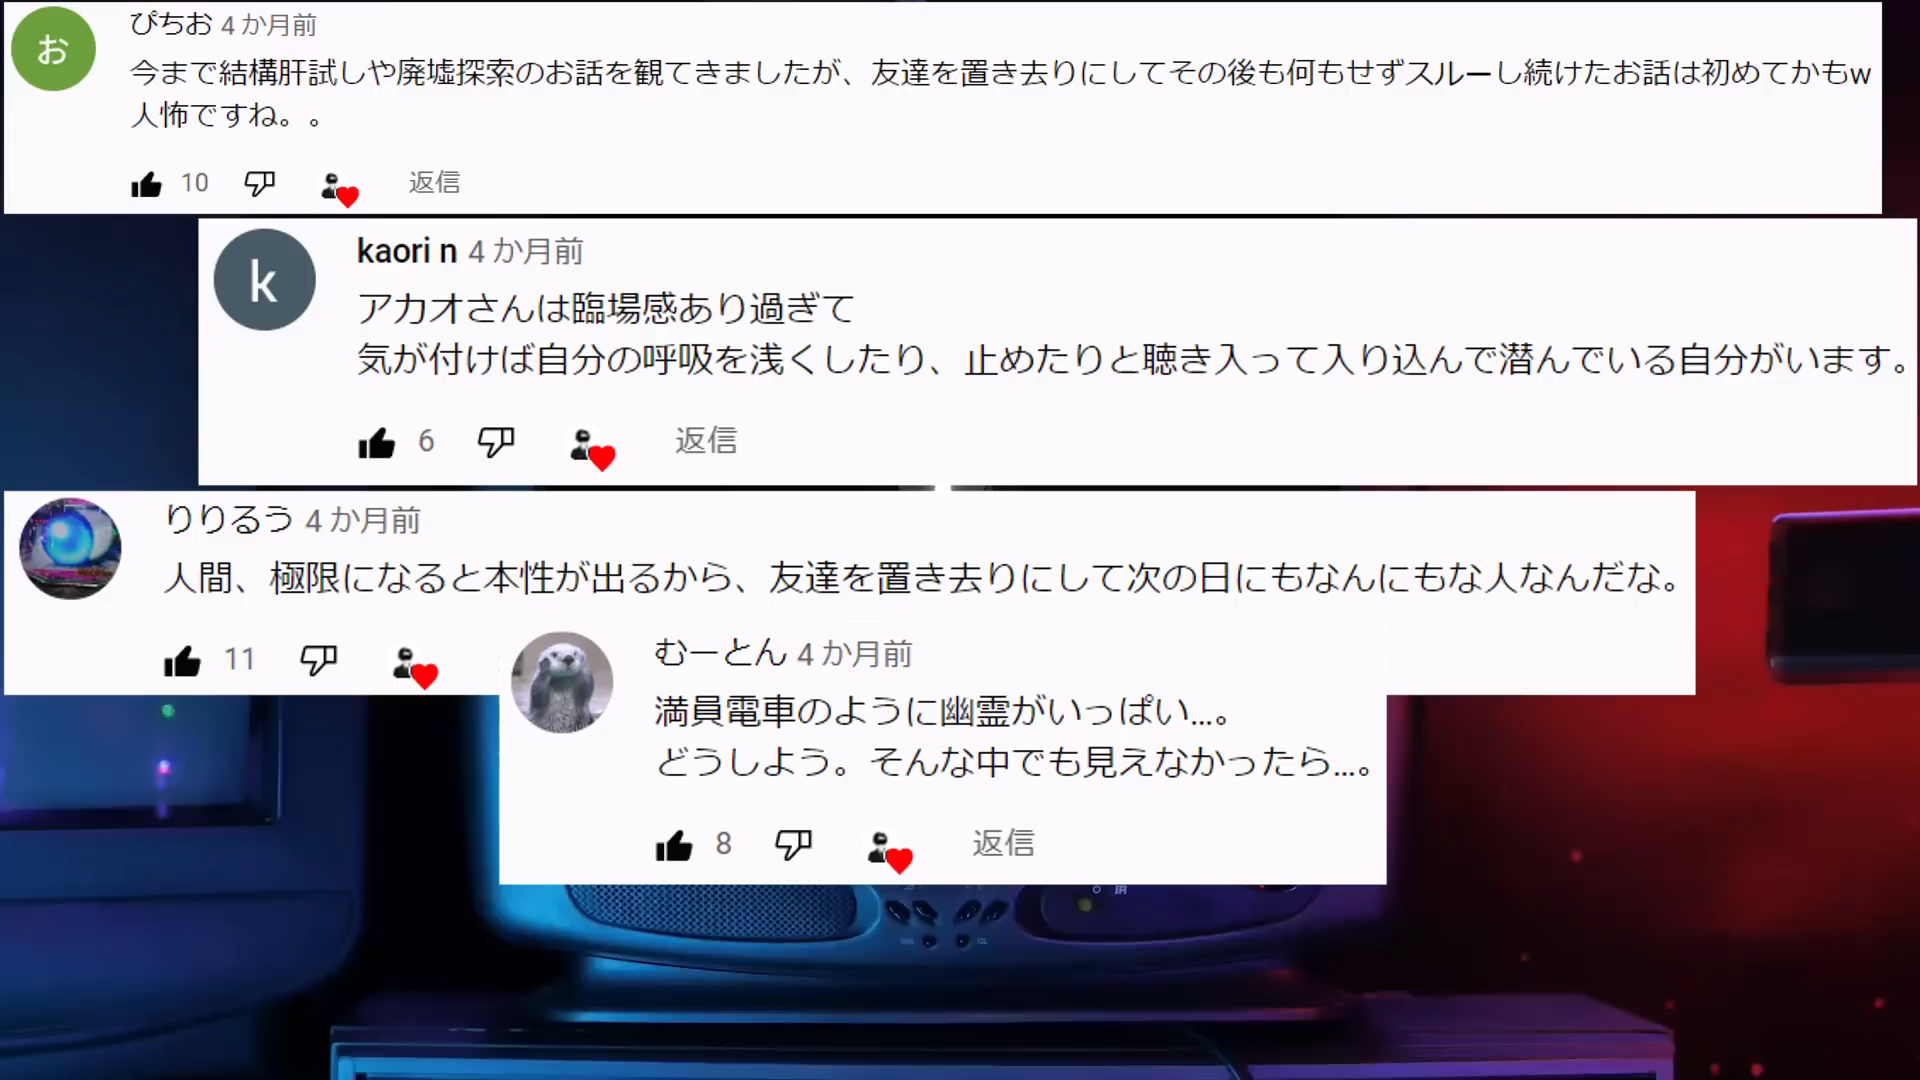 お
ぴちお 4 か月前
今まで結構肝試しや廃墟探索のお話を観てきましたが、友達を置き去りにしてその後も何もせずスルーし続けたお話は初めてかもw
人怖ですね。。
10 返信
k
kaori n 4 か月前
アカオさんは臨場感あり過ぎて
気が付けば自分の呼吸を浅くしたり、止めたりと聴き入って入り込んで潜んでいる自分がいます。
6 返信
りりるう 4 か月前
人間、極限になると本性が出るから、友達を置き去りにして次の日にもなんにもな人なんだな。
11
むーとん 4 か月前
満員電車のように幽霊がいっぱい...。
どうしよう。そんな中でも見えなかったら...。
8 返信